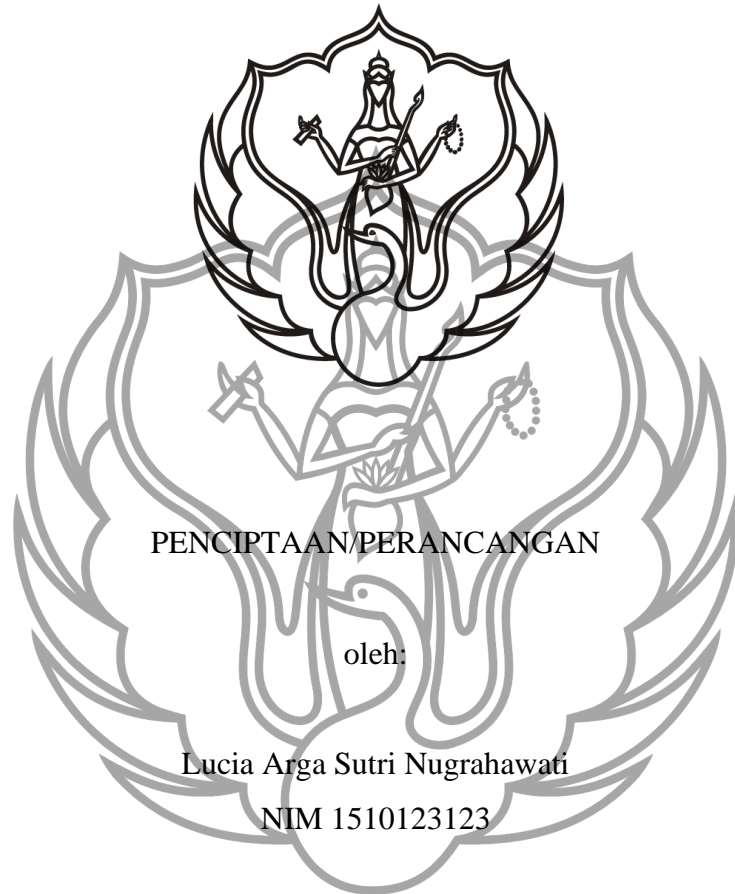 PENCIPTAAN/PERANCANGAN
oleh:
Lucia Arga Sutri Nugrahawati
NIM 1510123123